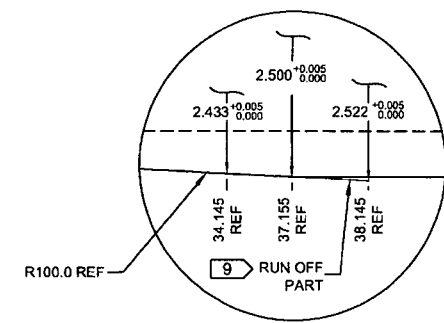 2.500 +0.005 0.000
2.433 +0.005 0.000
2.522 +0.005 0.000
34.145 REF
37.155 REF
38.145 REF
R100.0 REF
9 RUN OFF
PART